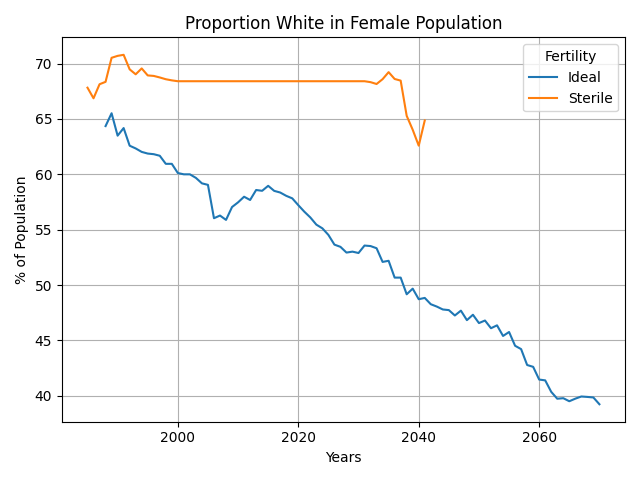 Proportion White in Female Population
Fertility
Ideal
Sterile
% of Population
70
65
60
55
50
45
40
2000
2020
2040
2060
Years